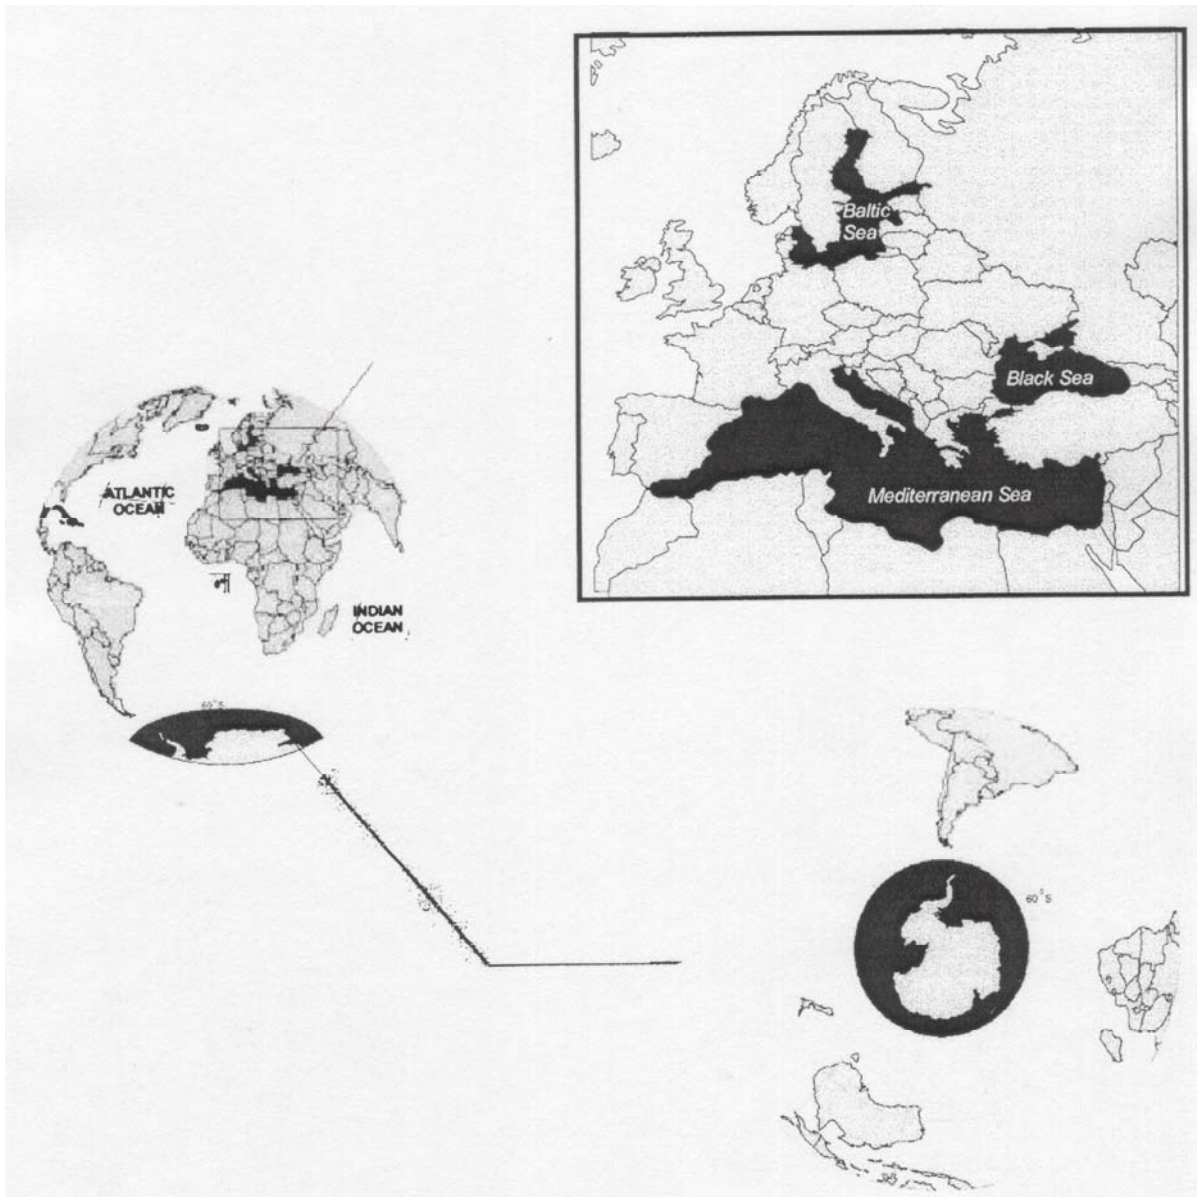 Baltic
Sea
Black Sea
Mediterranean Sea
ATLANTIC
OCEAN
INDIAN
OCEAN
60°S
60°S